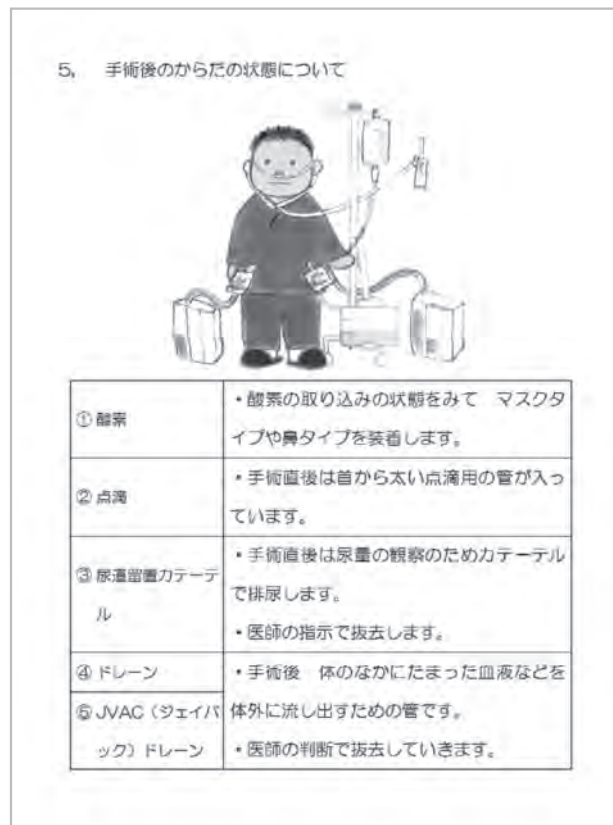 5, 手術後のからだの状態について
① 酸素
・酸素の取り込みの状態をみて　マスクタ
イプや鼻タイプを装着します。
② 点滴
・手術直後は首から太い点滴用の管が入っ
ています。
③ 尿道留置カテーテ
ル
・手術直後は尿量の観察のためカテーテル
で排尿します。
・医師の指示で抜去します。
④ ドレーン
⑤ JVAC（ジェイバ
ック）ドレーン
・手術後　体のなかにたまった血液などを
体外に流し出すための管です。
・医師の判断で抜去していきます。